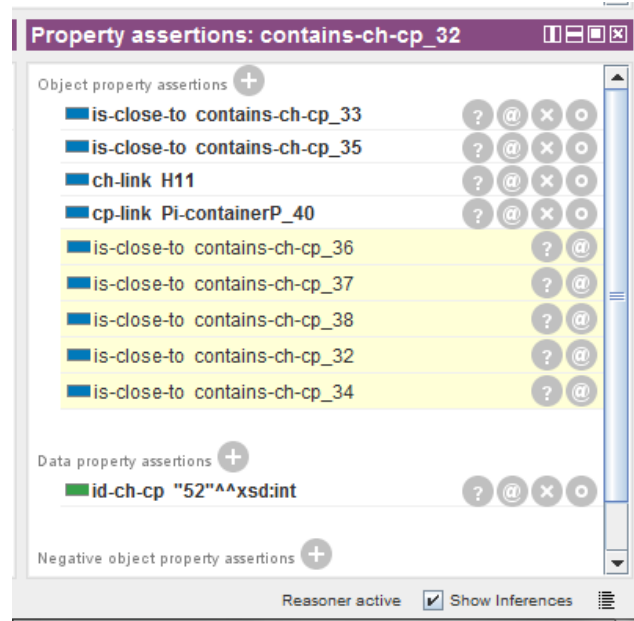 Property assertions: contains-ch-cp_32
Object property assertions
is-close-to contains-ch-cp_33
is-close-to contains-ch-cp_35
ch-link H11
cp-link Pi-containerP_40
is-close-to contains-ch-cp_36
is-close-to contains-ch-cp_37
is-close-to contains-ch-cp_38
is-close-to contains-ch-cp_32
is-close-to contains-ch-cp_34
Data property assertions
id-ch-cp "52"^^xsd:int
Negative object property assertions
Reasoner active Show Inferences